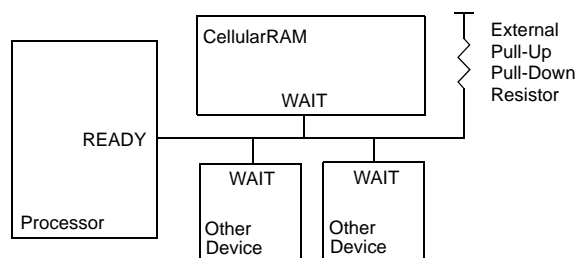 CellularRAM
WAIT
External
Pull-Up
Pull-Down
Resistor
READY
Processor
WAIT
Other
Device
WAIT
Other
Device